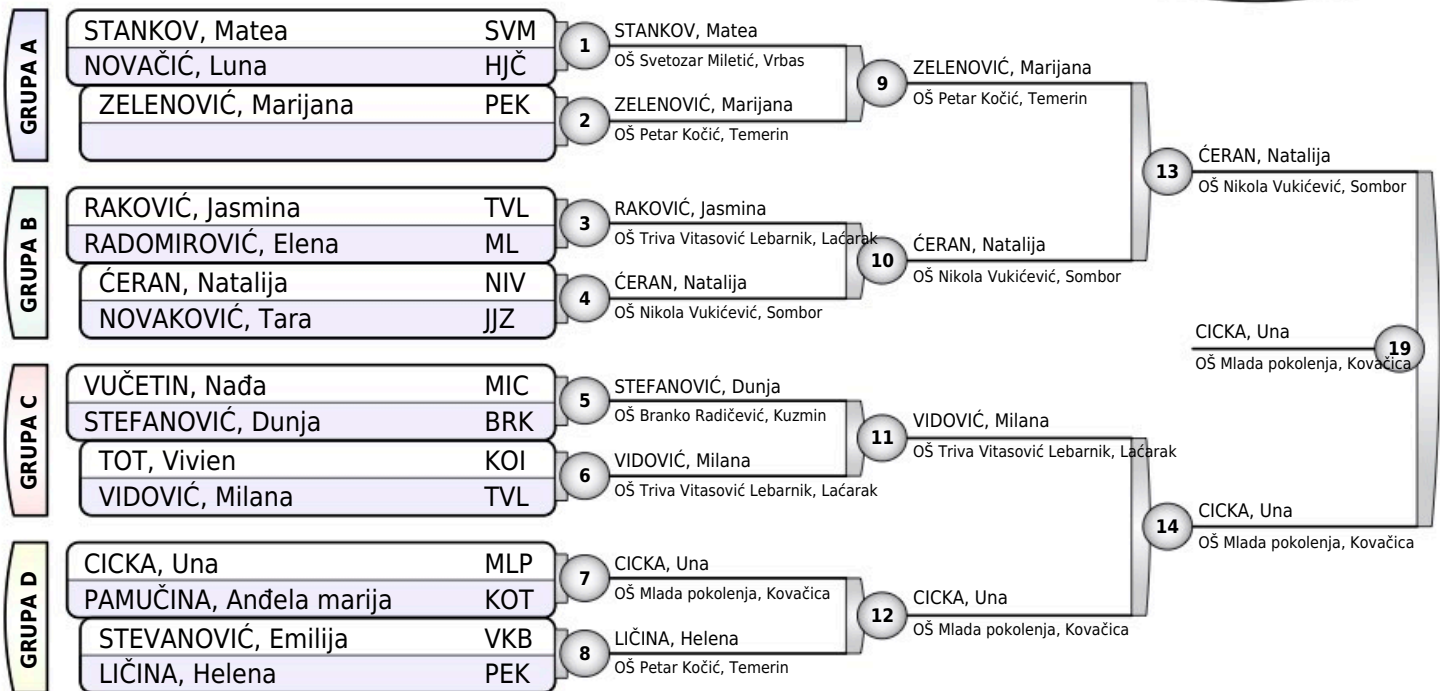 GRUPA A
STANKOV, Matea SVM
NOVAČIĆ, Luna HJČ
ZELENOVIĆ, Marijana PEK
GRUPA B
RAKOVIĆ, Jasmina TVL
RADOMIROVIĆ, Elena ML
ĆERAN, Natalija NIV
NOVAKOVIĆ, Tara JJZ
GRUPA C
VUČETIN, Nađa MIC
STEFANOVIĆ, Dunja BRK
TOT, Vivien KOI
VIDOVIĆ, Milana TVL
GRUPA D
CICKA, Una MLP
PAMUČINA, Anđela marija KOT
STEVANOVIĆ, Emilija VKB
LIČINA, Helena PEK
1
STANKOV, Matea
OŠ Svetozar Miletić, Vrbas
2
ZELENOVIĆ, Marijana
OŠ Petar Kočić, Temerin
3
RAKOVIĆ, Jasmina
OŠ Triva Vitasović Lebarnik, Laćarak
4
ĆERAN, Natalija
OŠ Nikola Vukićević, Sombor
5
STEFANOVIĆ, Dunja
OŠ Branko Radičević, Kuzmin
6
VIDOVIĆ, Milana
OŠ Triva Vitasović Lebarnik, Laćarak
7
CICKA, Una
OŠ Mlada pokolenja, Kovačica
8
LIČINA, Helena
OŠ Petar Kočić, Temerin
9
ZELENOVIĆ, Marijana
OŠ Petar Kočić, Temerin
10
ĆERAN, Natalija
OŠ Nikola Vukićević, Sombor
11
VIDOVIĆ, Milana
OŠ Triva Vitasović Lebarnik, Laćarak
12
CICKA, Una
OŠ Mlada pokolenja, Kovačica
13
ĆERAN, Natalija
OŠ Nikola Vukićević, Sombor
14
CICKA, Una
OŠ Mlada pokolenja, Kovačica
CICKA, Una
19
OŠ Mlada pokolenja, Kovačica